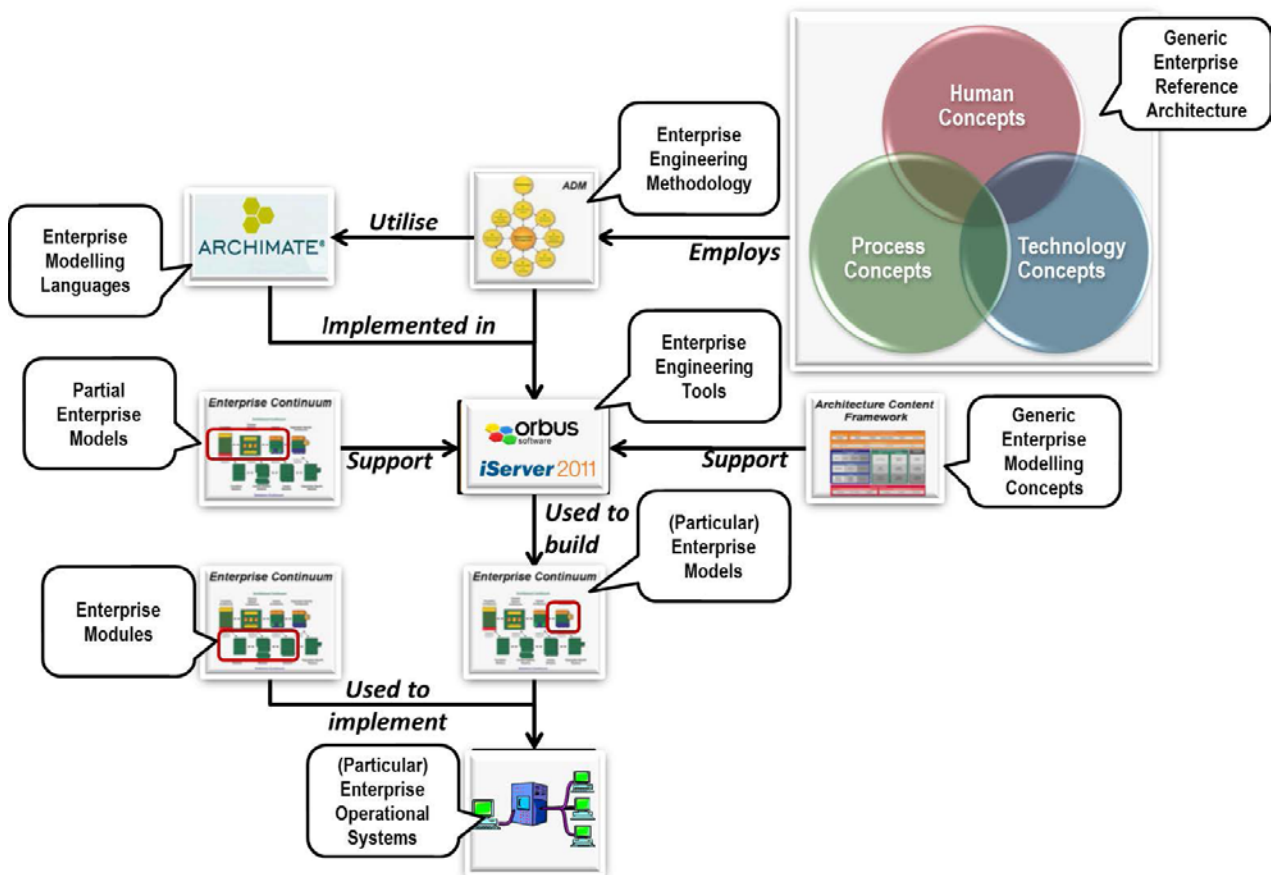 Generic
Enterprise
Reference
Architecture
Human
Concepts
Process
Concepts
Technology
Concepts
Enterprise
Engineering
Methodology
ADM
Employs
Utilise
ARCHIMATE®
Enterprise
Modelling
Languages
Implemented in
Enterprise
Engineering
Tools
Partial
Enterprise
Models
Enterprise Continuum
Support
orbus
software
iServer 2011
Support
Architecture Content
Framework
Generic
Enterprise
Modelling
Concepts
Used to
build
(Particular)
Enterprise
Models
Enterprise Continuum
Enterprise
Modules
Enterprise Continuum
Used to
implement
(Particular)
Enterprise
Operational
Systems